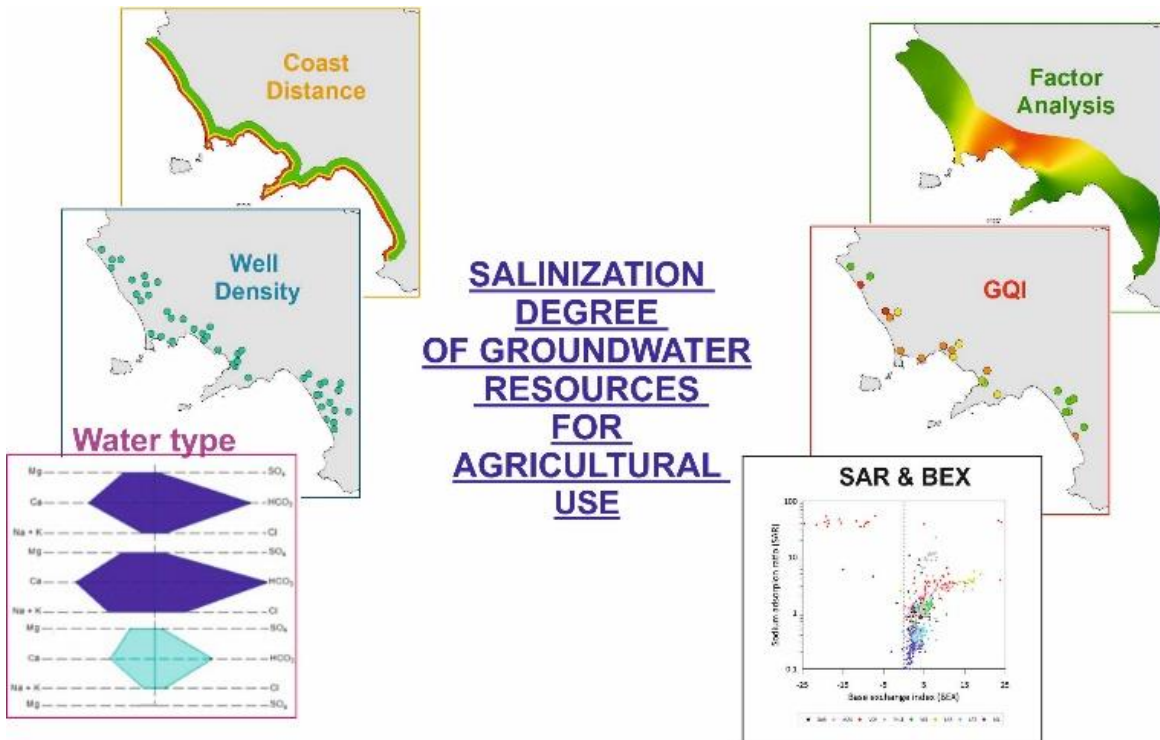 Coast
Distance
Well
Density
Water type
Mg
SO₄
Ca
HCO₃
Na + K
Cl
Mg
SO₄
Ca
HCO₃
Na + K
Cl
Mg
SO₄
Ca
HCO₃
Na + K
Cl
Mg
SO₄
SALINIZATION
DEGREE
OF GROUNDWATER
RESOURCES
FOR
AGRICULTURAL
USE
Factor
Analysis
GQI
SAR & BEX
Sodium adsorption ratio (SAR)
100
10
1
0.1
-25
-15
-5
5
15
24
Base exchange index (BEX)